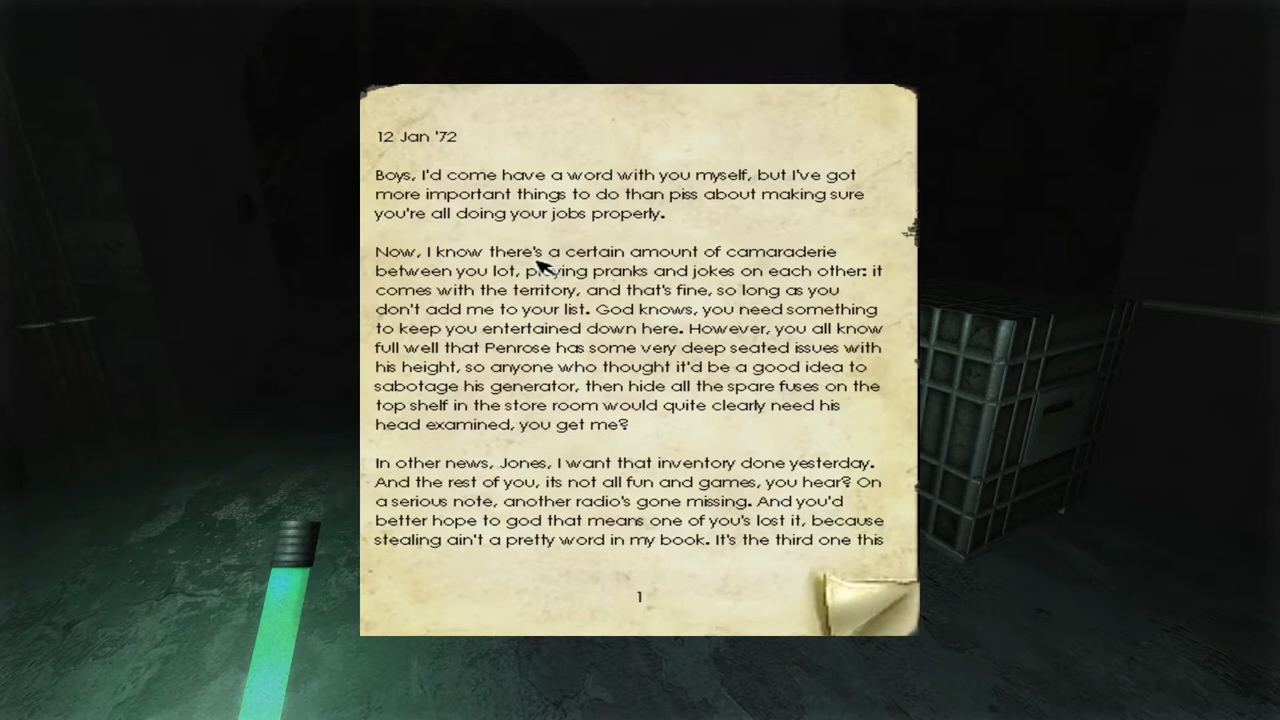 12 Jan '72
Boys, I'd come have a word with you myself, but I've got
more important things to do than piss about making sure
you're all doing your jobs properly.
Now, I know there's a certain amount of camaraderie
between you lot, playing pranks and jokes on each other: it
comes with the territory, and that's fine, so long as you
don't add me to your list. God knows, you need something
to keep you entertained down here. However, you all know
full well that Penrose has some very deep seated issues with
his height, so anyone who thought it'd be a good idea to
sabotage his generator, then hide all the spare fuses on the
top shelf in the store room would quite clearly need his
head examined, you get me?
In other news, Jones, I want that inventory done yesterday.
And the rest of you, its not all fun and games, you hear? On
a serious note, another radio's gone missing. And you'd
better hope to god that means one of you's lost it, because
stealing ain't a pretty word in my book. It's the third one this
1